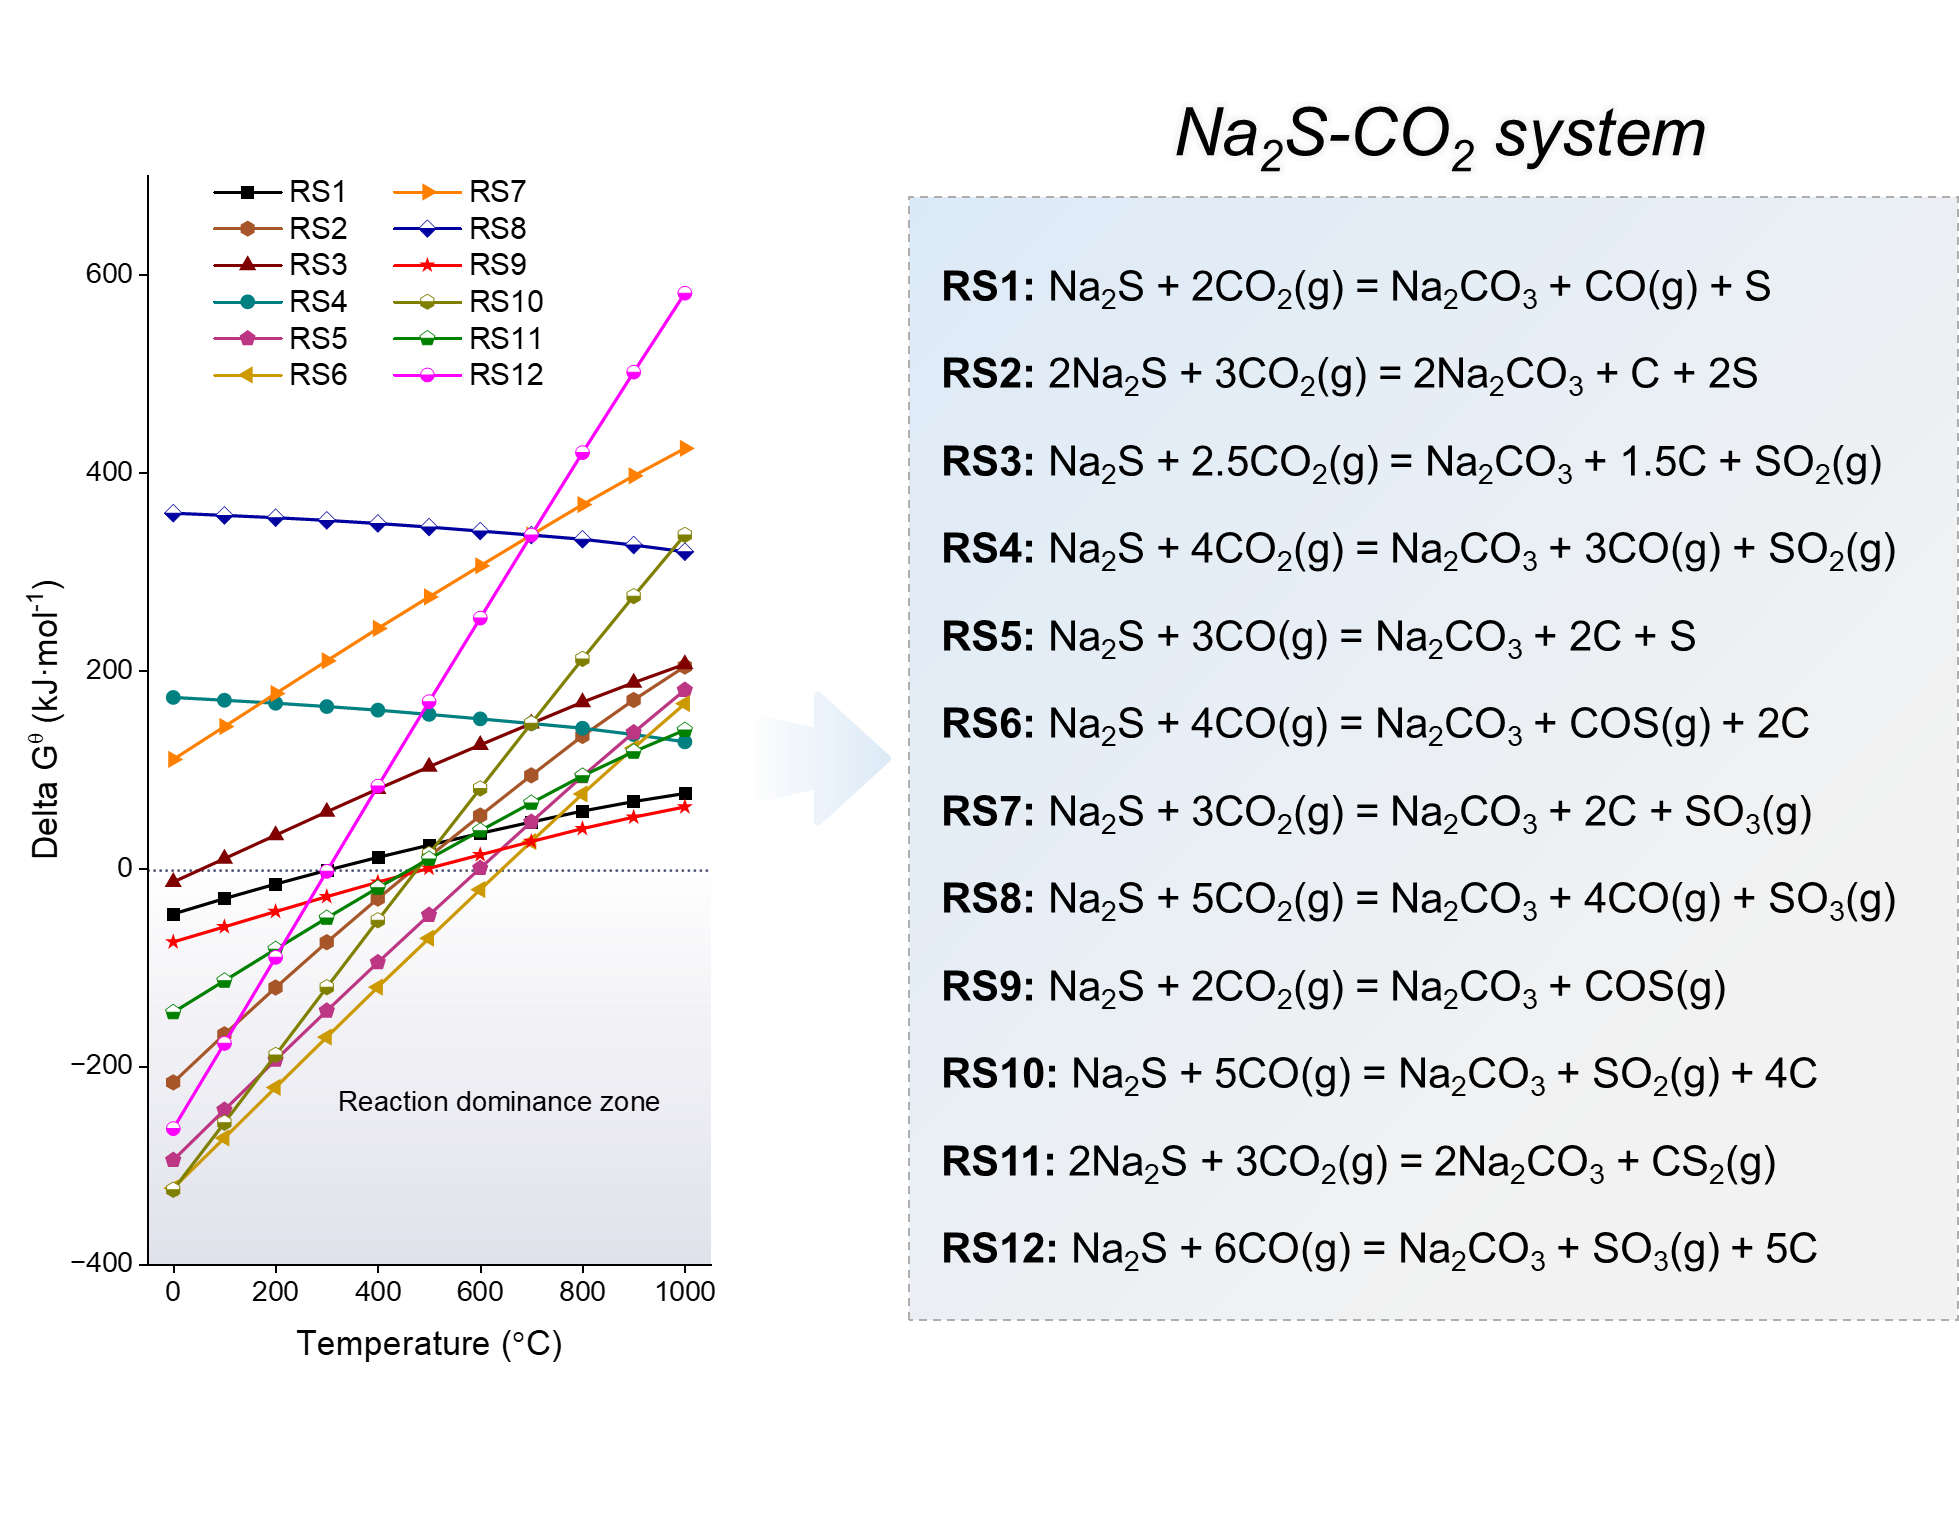 Na₂S-CO₂ system
RS1 RS7
RS2 RS8
RS3 RS9
RS4 RS10
RS5 RS11
RS6 RS12
600
400
200
0
−200
−400
Delta Gᶿ (kJ·mol⁻¹)
Reaction dominance zone
0 200 400 600 800 1000
Temperature (°C)
RS1: Na₂S + 2CO₂(g) = Na₂CO₃ + CO(g) + S
RS2: 2Na₂S + 3CO₂(g) = 2Na₂CO₃ + C + 2S
RS3: Na₂S + 2.5CO₂(g) = Na₂CO₃ + 1.5C + SO₂(g)
RS4: Na₂S + 4CO₂(g) = Na₂CO₃ + 3CO(g) + SO₂(g)
RS5: Na₂S + 3CO(g) = Na₂CO₃ + 2C + S
RS6: Na₂S + 4CO(g) = Na₂CO₃ + COS(g) + 2C
RS7: Na₂S + 3CO₂(g) = Na₂CO₃ + 2C + SO₃(g)
RS8: Na₂S + 5CO₂(g) = Na₂CO₃ + 4CO(g) + SO₃(g)
RS9: Na₂S + 2CO₂(g) = Na₂CO₃ + COS(g)
RS10: Na₂S + 5CO(g) = Na₂CO₃ + SO₂(g) + 4C
RS11: 2Na₂S + 3CO₂(g) = 2Na₂CO₃ + CS₂(g)
RS12: Na₂S + 6CO(g) = Na₂CO₃ + SO₃(g) + 5C